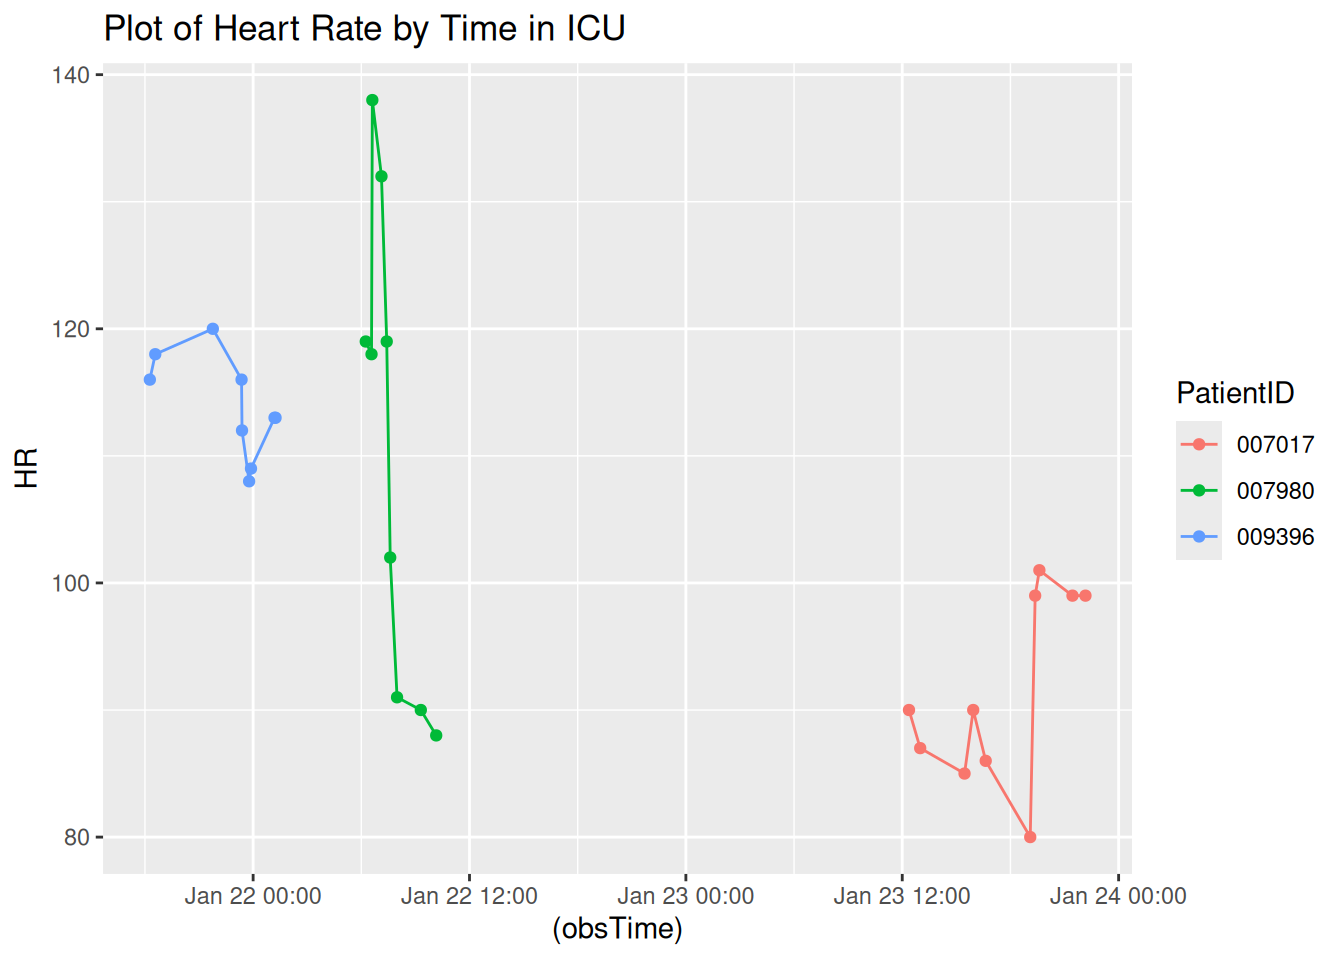 Plot of Heart Rate by Time in ICU
140
120
100
80
HR
Jan 22 00:00
Jan 22 12:00
Jan 23 00:00
Jan 23 12:00
Jan 24 00:00
(obsTime)
PatientID
007017
007980
009396